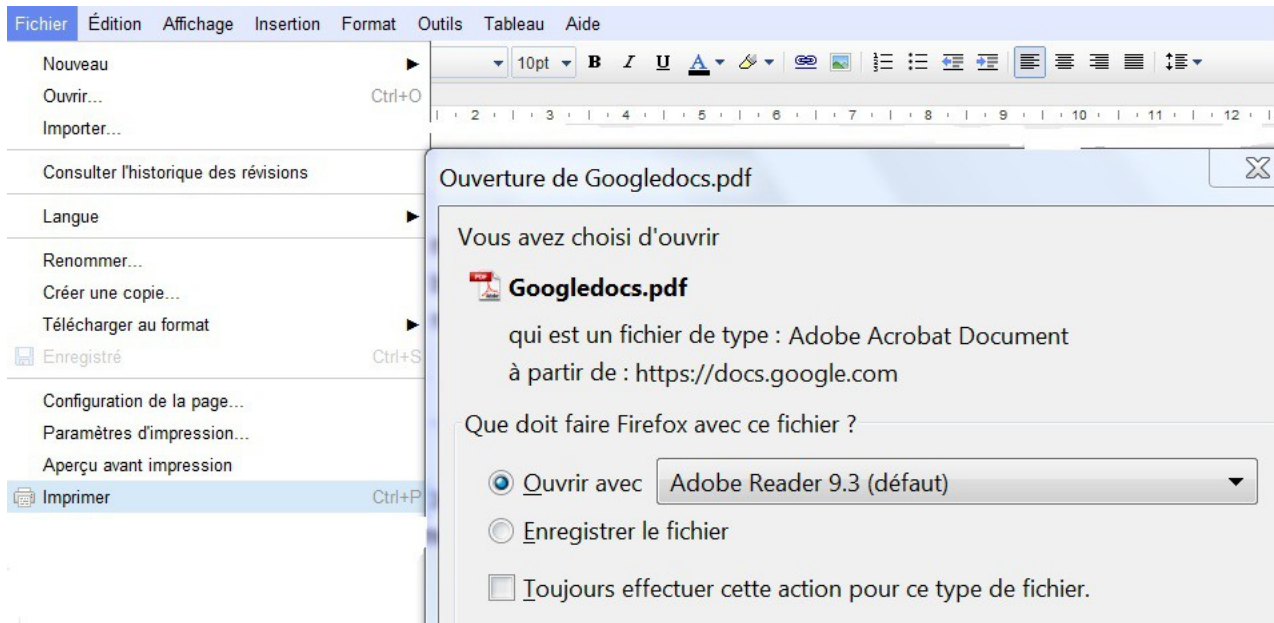 Fichier Édition Affichage Insertion Format Outils Tableau Aide
10pt B I U A
2 3 4 5 6 7 8 9 10 11 12
Nouveau
Ouvrir... Ctrl+O
Importer...
Consulter l'historique des révisions
Langue
Renommer...
Créer une copie...
Télécharger au format
Enregistré Ctrl+S
Configuration de la page...
Paramètres d'impression...
Aperçu avant impression
Imprimer Ctrl+P
Ouverture de Googledocs.pdf
Vous avez choisi d'ouvrir
Googledocs.pdf
qui est un fichier de type : Adobe Acrobat Document
à partir de : https://docs.google.com
Que doit faire Firefox avec ce fichier ?
Ouvrir avec Adobe Reader 9.3 (défaut)
Enregistrer le fichier
Toujours effectuer cette action pour ce type de fichier.